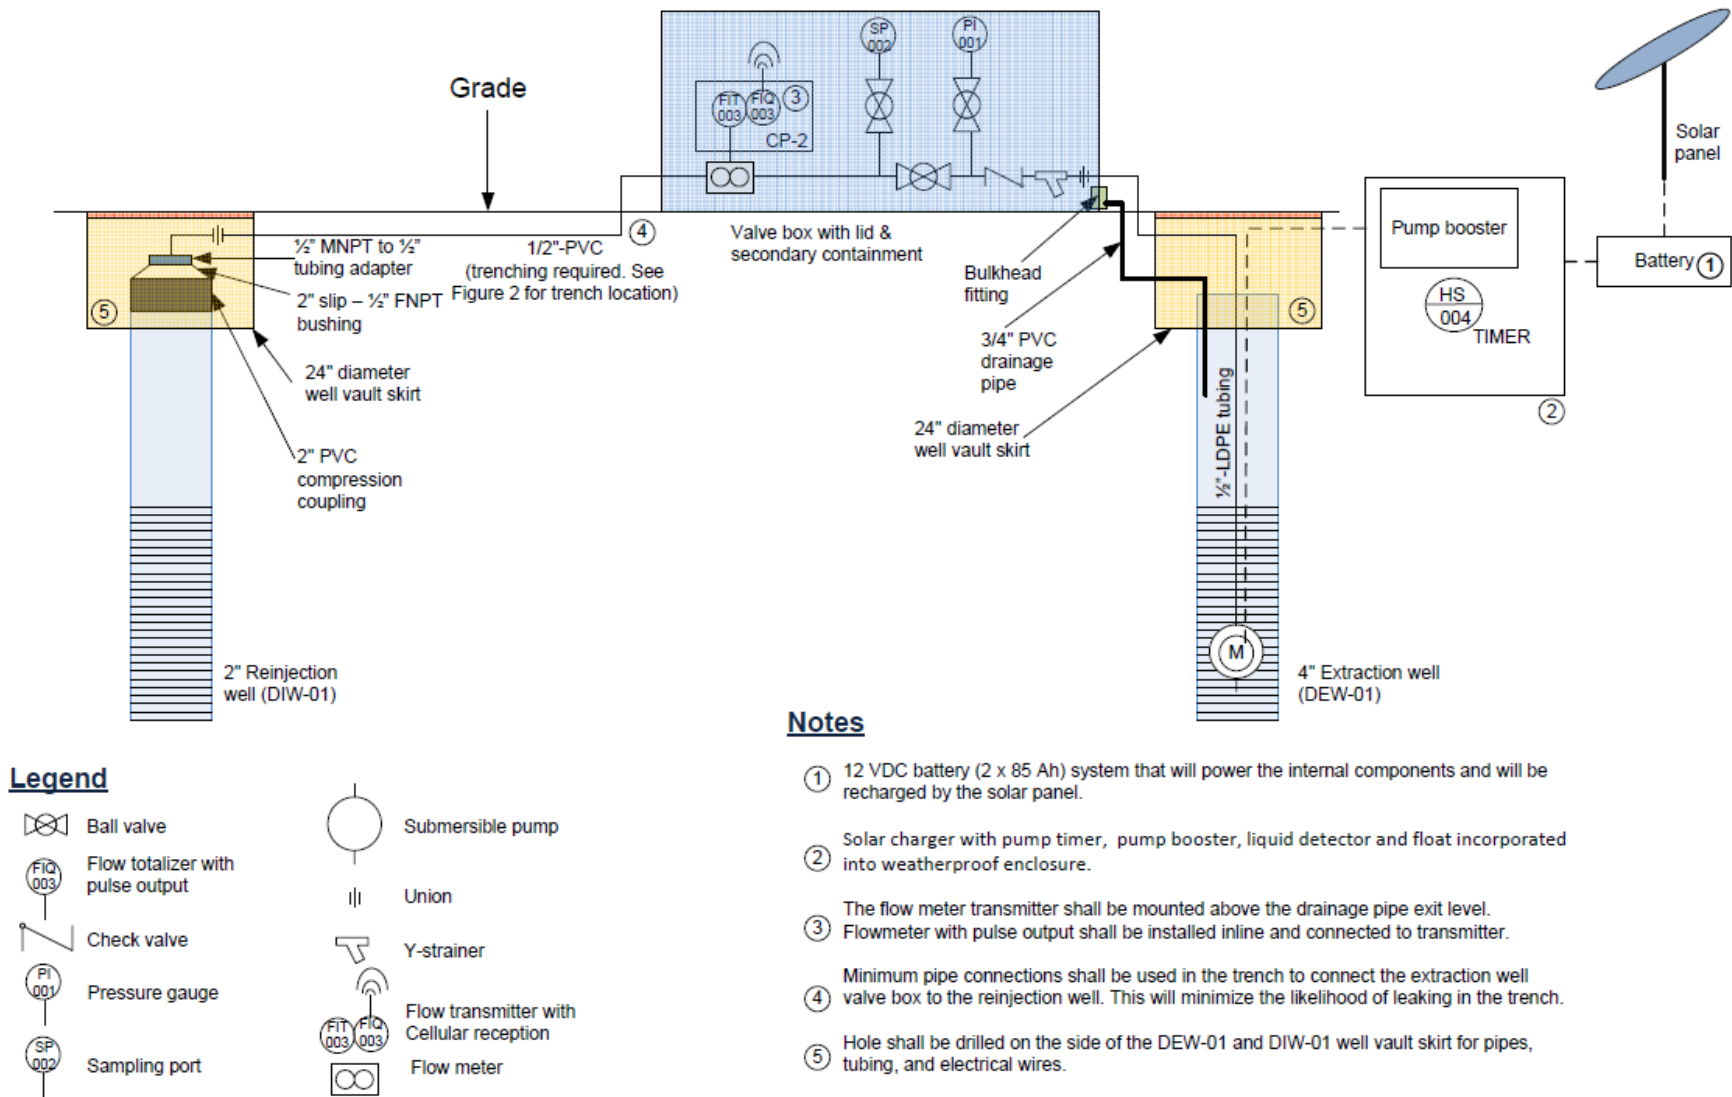 SP
002
PI
001
Grade
FIT
003
FIQ
003
3
CP-2
Solar
panel
Pump booster
Battery
1
HS
004
TIMER
2
4
Valve box with lid &
secondary containment
½" MNPT to ½"
tubing adapter
1/2"-PVC
(trenching required. See
Figure 2 for trench location)
2" slip – ½" FNPT
bushing
5
Bulkhead
fitting
5
3/4" PVC
drainage
pipe
24" diameter
well vault skirt
24" diameter
well vault skirt
½"-LDPE tubing
2" PVC
compression
coupling
M
2" Reinjection
well (DIW-01)
4" Extraction well
(DEW-01)
Legend
Ball valve
FIQ
003
Flow totalizer with
pulse output
Check valve
PI
001
Pressure gauge
SP
002
Sampling port
Submersible pump
Union
Y-strainer
FIT
003
FIQ
003
Flow transmitter with
Cellular reception
Flow meter
Notes
1 12 VDC battery (2 x 85 Ah) system that will power the internal components and will be
recharged by the solar panel.
2 Solar charger with pump timer, pump booster, liquid detector and float incorporated
into weatherproof enclosure.
3 The flow meter transmitter shall be mounted above the drainage pipe exit level.
Flowmeter with pulse output shall be installed inline and connected to transmitter.
4 Minimum pipe connections shall be used in the trench to connect the extraction well
valve box to the reinjection well. This will minimize the likelihood of leaking in the trench.
5 Hole shall be drilled on the side of the DEW-01 and DIW-01 well vault skirt for pipes,
tubing, and electrical wires.